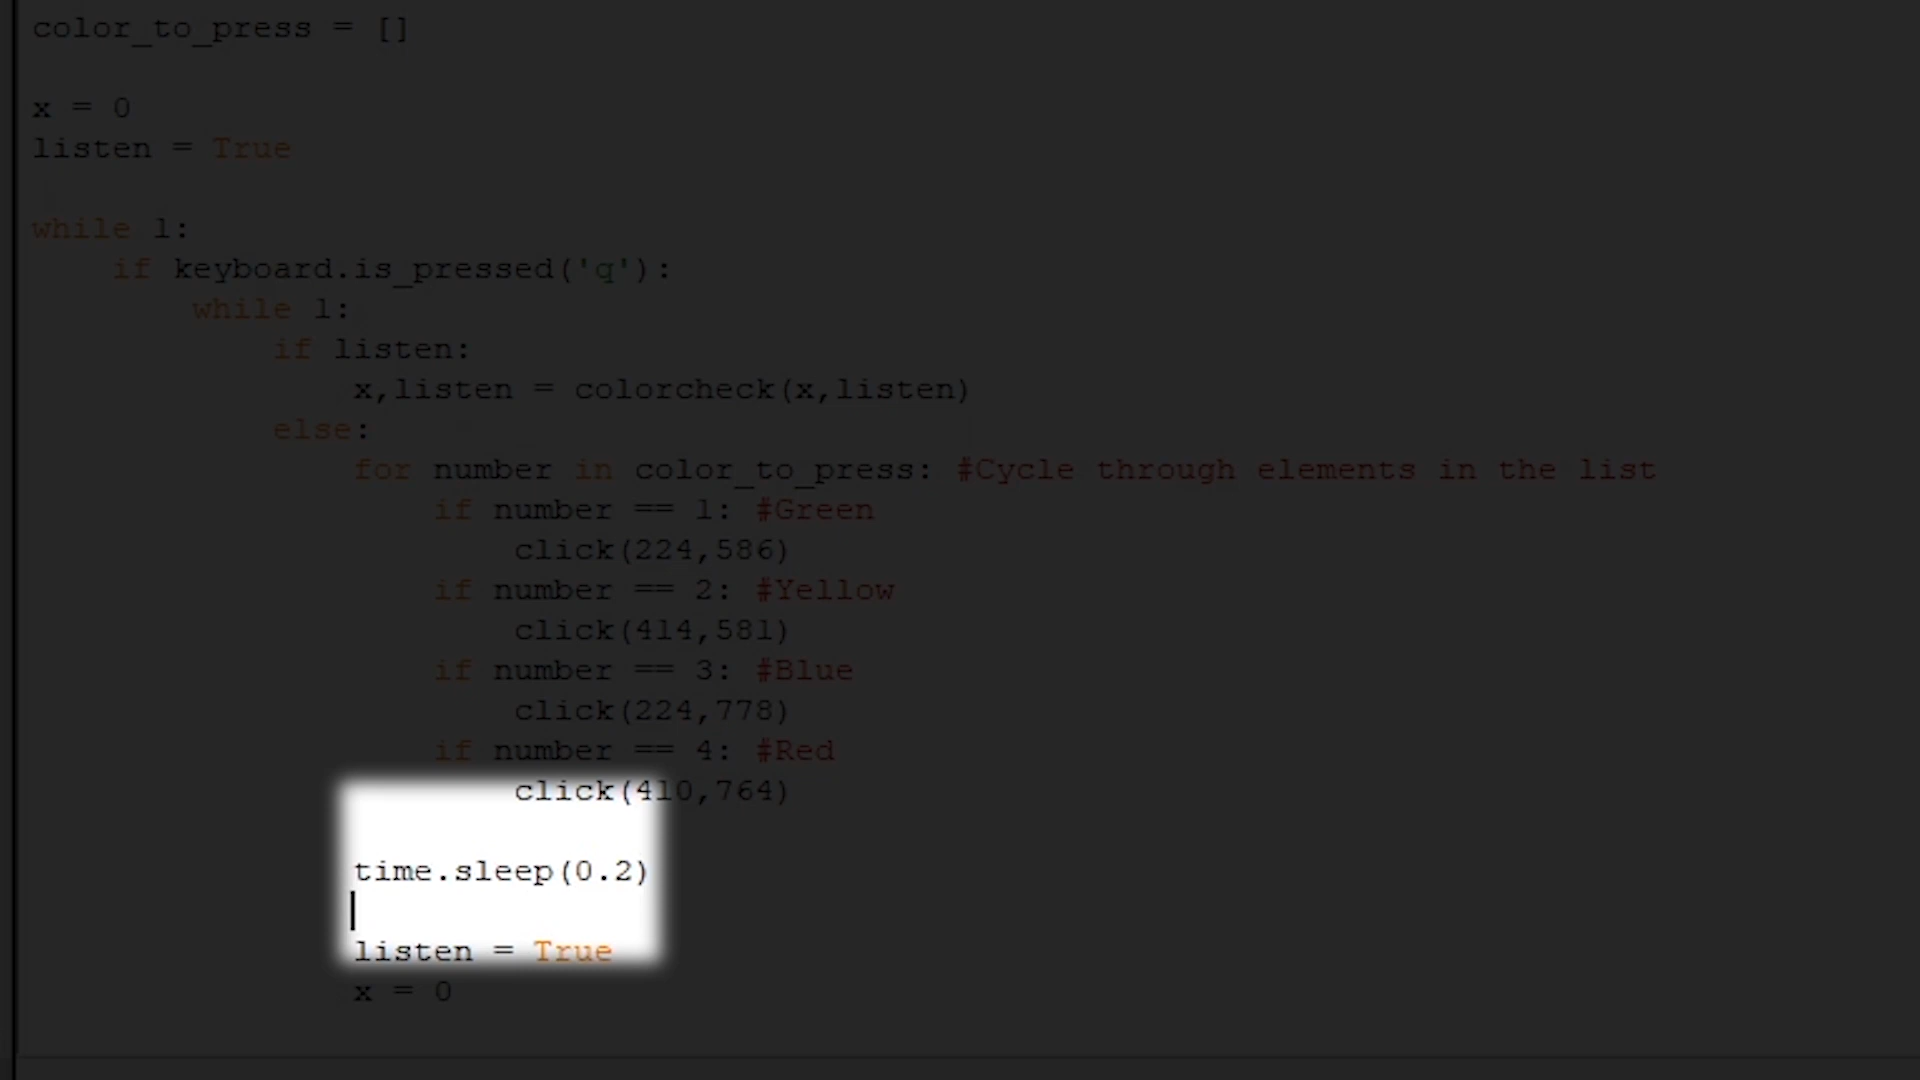 color_to_press = []
x = 0
listen = True
while l:
if keyboard.is_pressed('q'):
while l:
if listen:
x,listen = colorcheck(x,listen)
else:
for number in color_to_press: #Cycle through elements in the list
if number == 1: #Green
click(224,586)
if number == 2: #Yellow
click(414,581)
if number == 3: #Blue
click(224,778)
if number == 4: #Red
click(410,764)
time.sleep(0.2)
listen = True
x = 0